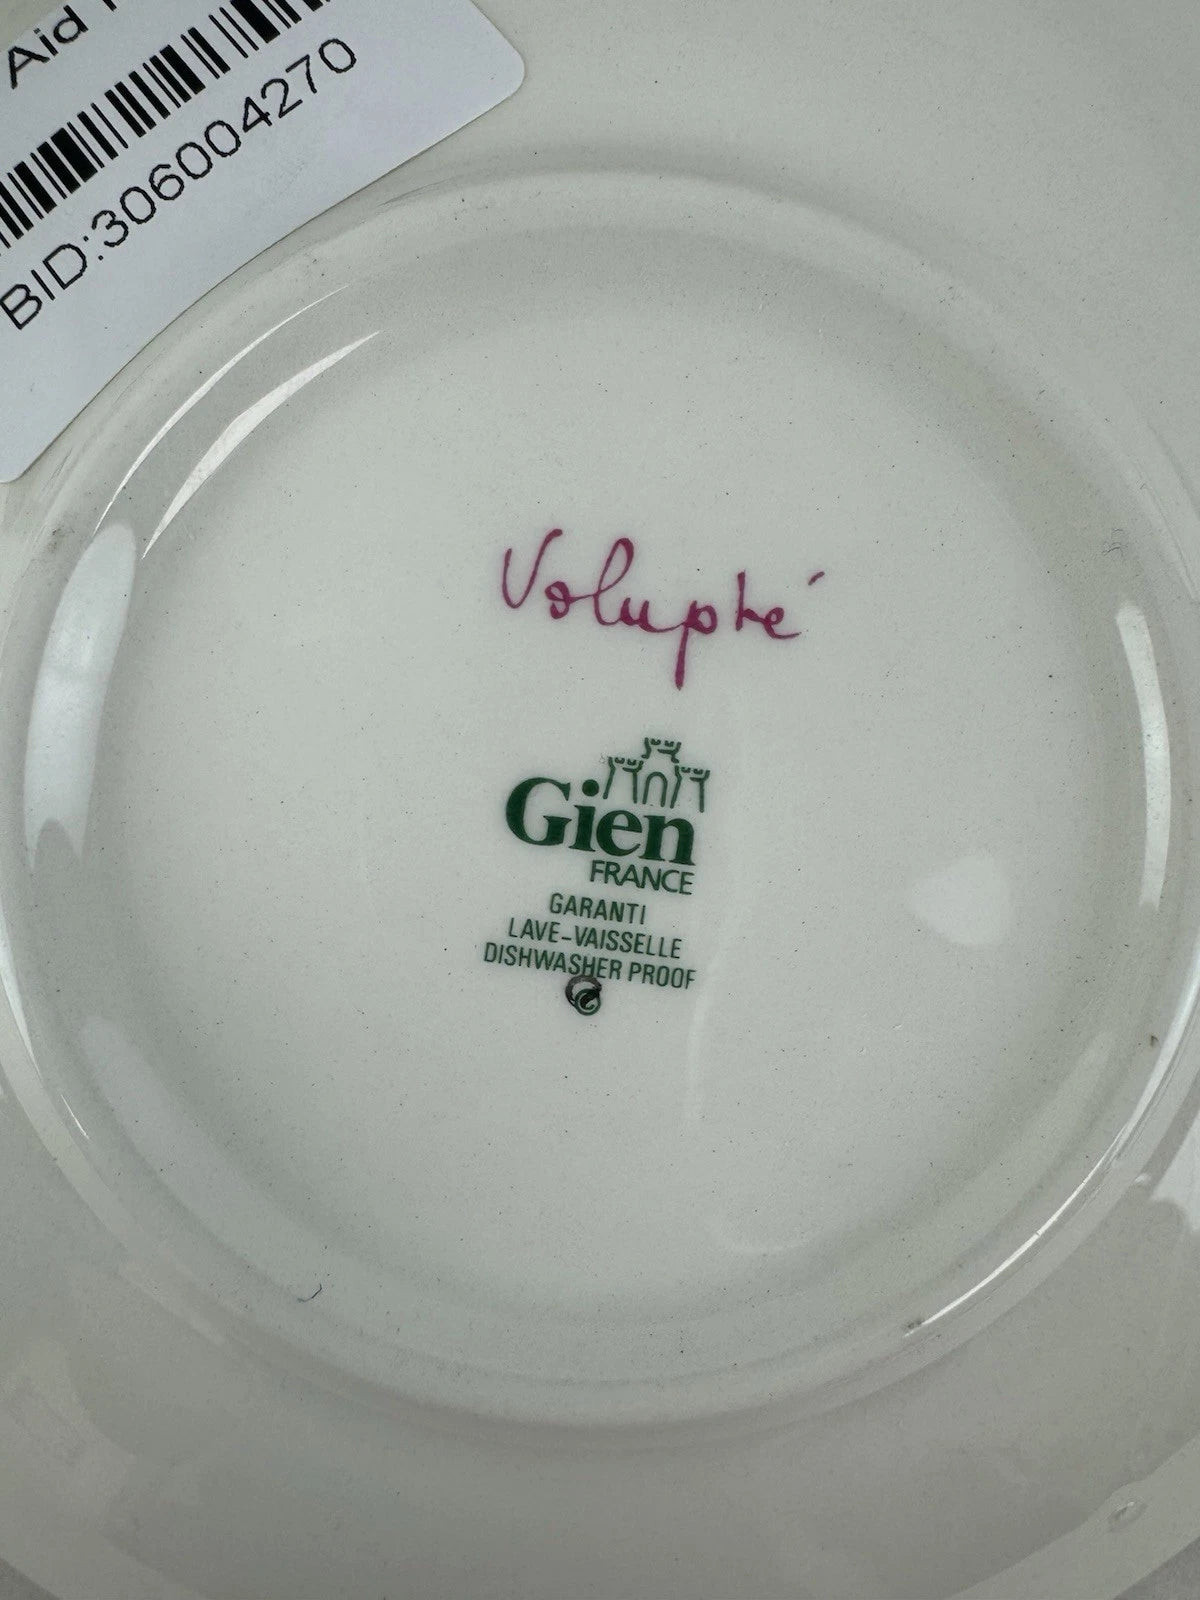 Aid
BID:306004270
Volupté
Gien
FRANCE
GARANTI
LAVE-VAISSELLE
DISHWASHER PROOF